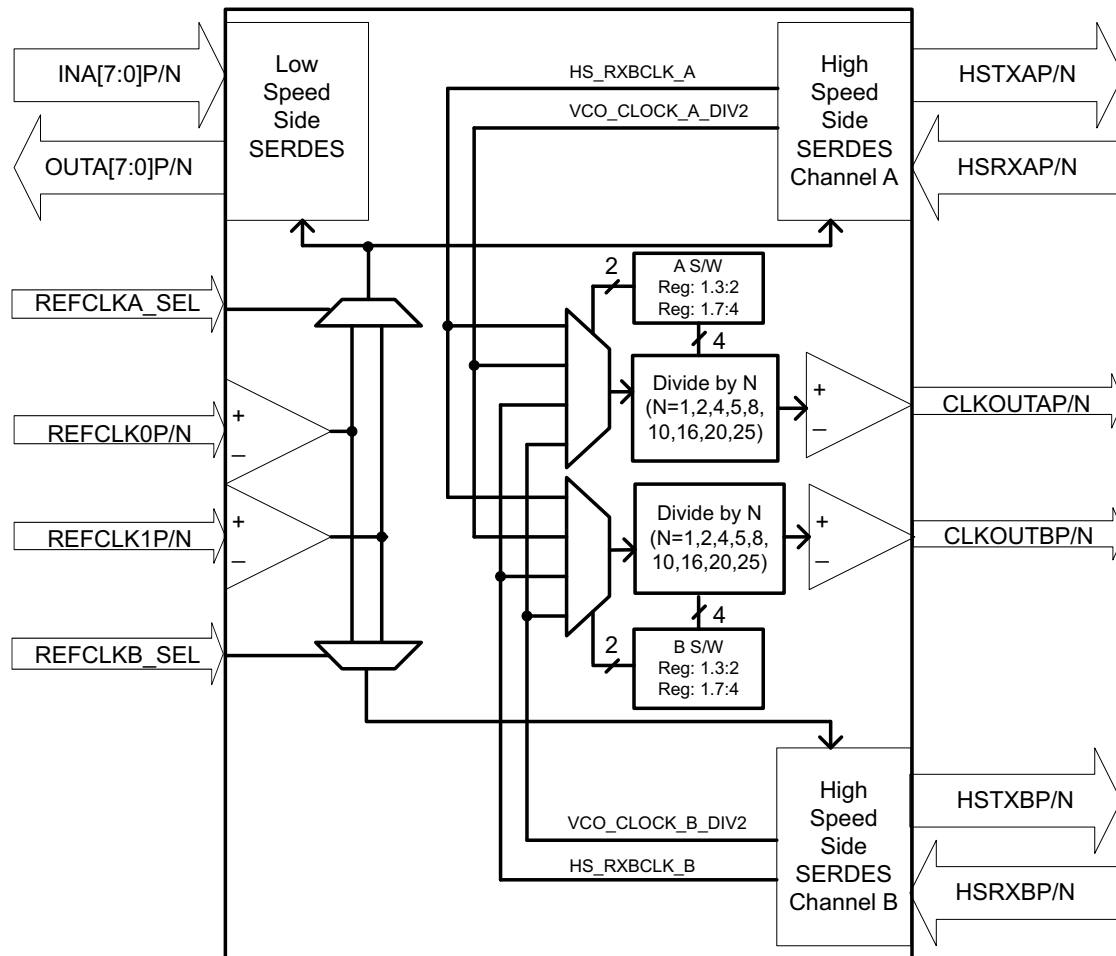 INA[7:0]P/N
OUTA[7:0]P/N
Low
Speed
Side
SERDES
HS_RXBCLK_A
VCO_CLOCK_A_DIV2
High
Speed
Side
SERDES
Channel A
HSTXAP/N
HSRXAP/N
REFCLKA_SEL
2
A S/W
Reg: 1.3:2
Reg: 1.7:4
4
REFCLK0P/N
+
–
Divide by N
(N=1,2,4,5,8,
10,16,20,25)
+
–
CLKOUTAP/N
REFCLK1P/N
+
–
Divide by N
(N=1,2,4,5,8,
10,16,20,25)
+
–
CLKOUTBP/N
4
REFCLKB_SEL
2
B S/W
Reg: 1.3:2
Reg: 1.7:4
VCO_CLOCK_B_DIV2
HS_RXBCLK_B
High
Speed
Side
SERDES
Channel B
HSTXBP/N
HSRXBP/N